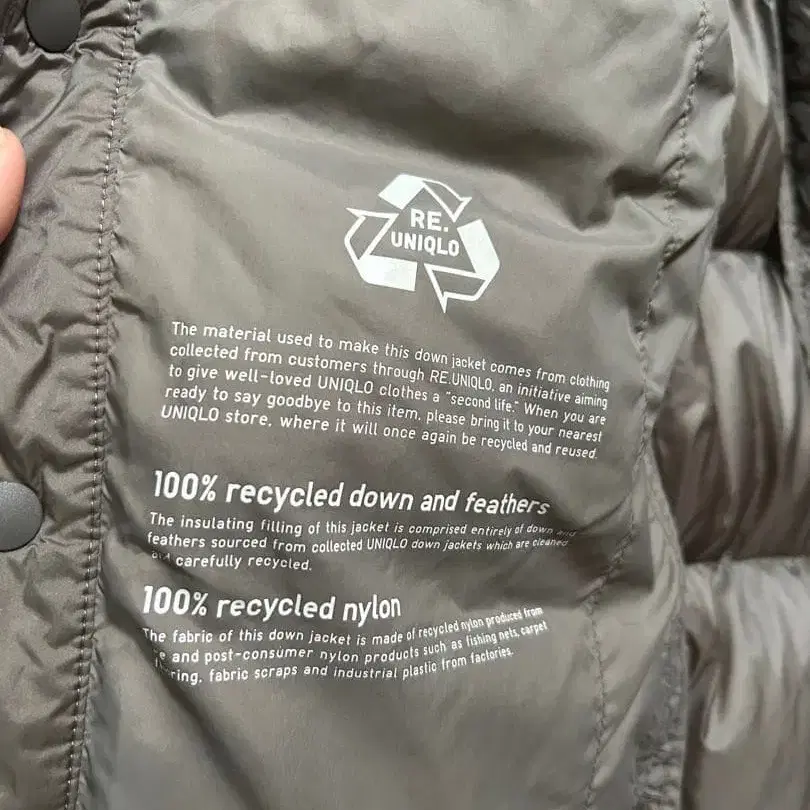 RE.
UNIQLO
The material used to make this down jacket comes from clothing
collected from customers through RE.UNIQLO, an initiative aiming
to give well-loved UNIQLO clothes a "second life." When you are
ready to say goodbye to this item, please bring it to your nearest
UNIQLO store, where it will once again be recycled and reused.
100% recycled down and feathers
The insulating filling of this jacket is comprised entirely of down and
feathers sourced from collected UNIQLO down jackets which are cleaned
and carefully recycled.
100% recycled nylon
The fabric of this down jacket is made of recycled nylon produced from
and post-consumer nylon products such as fishing nets, carpet
fabric scraps and industrial plastic from factories.